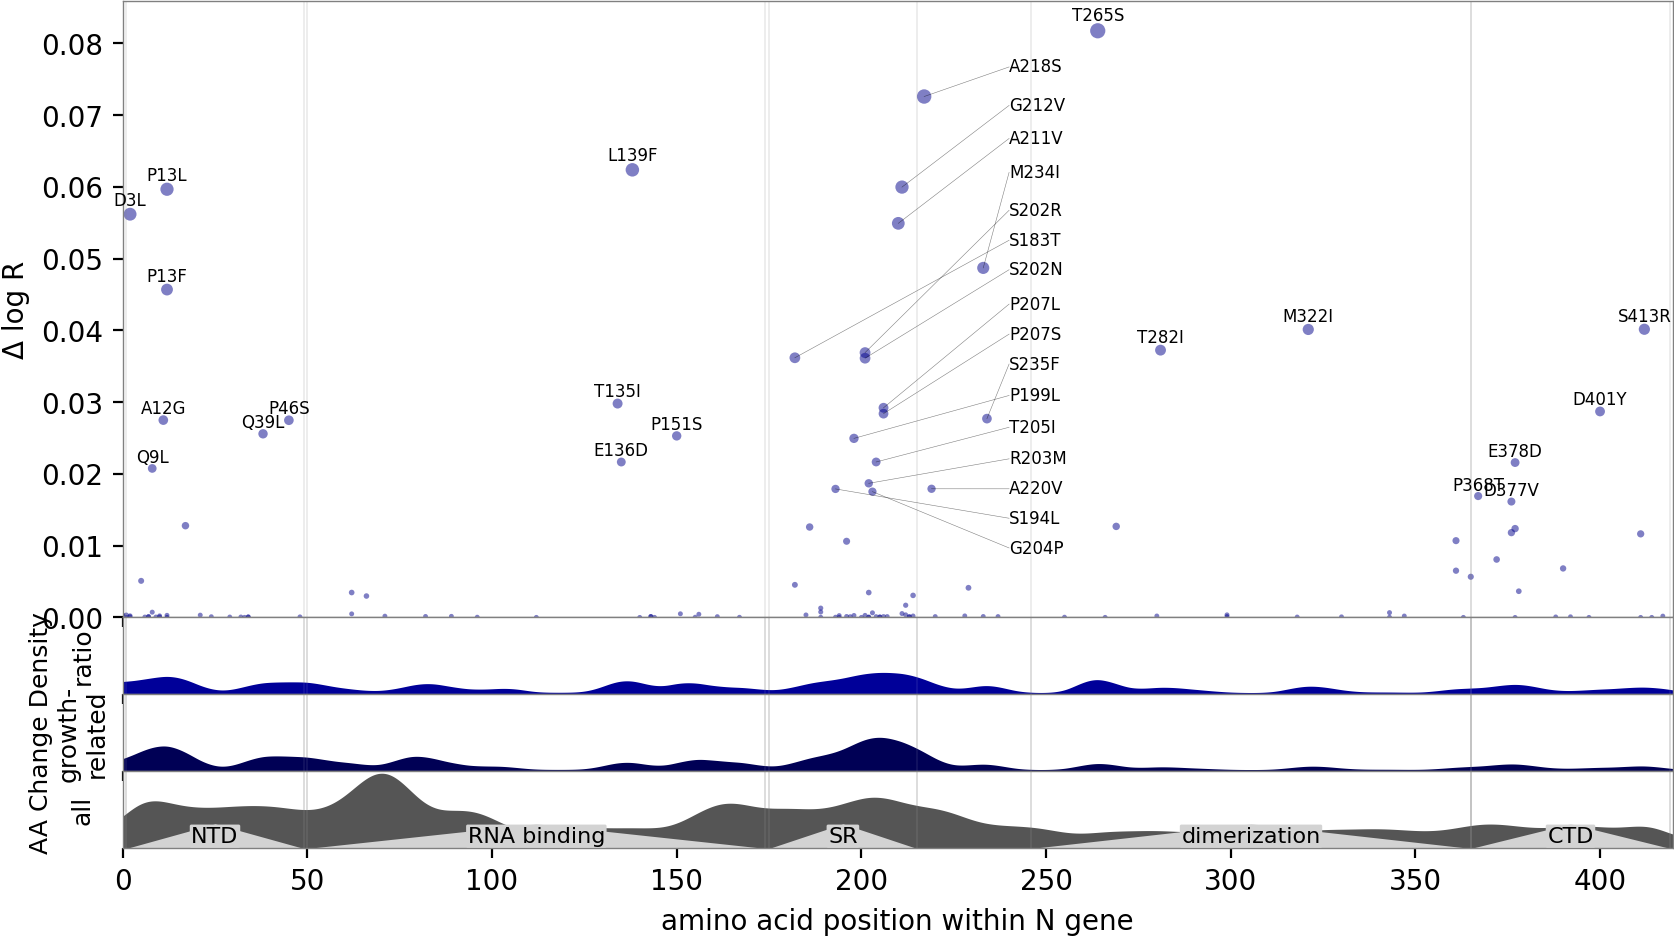 T265S
0.08
A218S
G212V
0.07
A211V
L139F
M234I
P13L
0.06
D3L
S202R
S183T
0.05
S202N
P13F
P207L
Δ log R
M322I
S413R
0.04
T282I
P207S
S235F
T135I
P199L
D401Y
0.03
A12G
P46S
Q39L
P151S
T205I
E136D
E378D
Q9L
R203M
0.02
P368T
D377V
A220V
S194L
0.01
G204P
0.00
AA Change Density
ratio
growth-
related
all
NTD
RNA binding
SR
dimerization
CTD
0
50
100
150
200
250
300
350
400
amino acid position within N gene